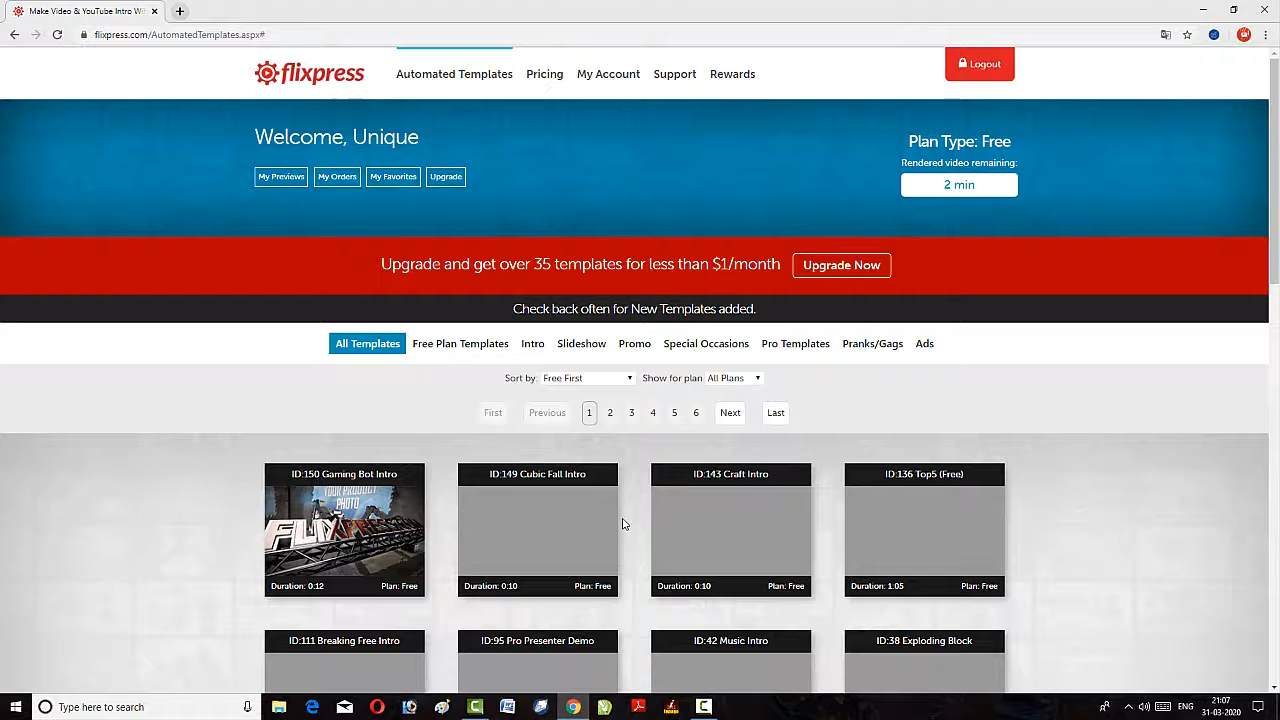 Make Video & YouTube Intro Wit
flixpress.com/AutomatedTemplates.aspx#
flixpress
Automated Templates
Pricing
My Account
Support
Rewards
Logout
Welcome, Unique
My Previews
My Orders
My Favorites
Upgrade
Plan Type: Free
Rendered video remaining:
2 min
Upgrade and get over 35 templates for less than $1/month
Upgrade Now
Check back often for New Templates added.
All Templates
Free Plan Templates
Intro
Slideshow
Promo
Special Occasions
Pro Templates
Pranks/Gags
Ads
Sort by: Free First
Show for plan All Plans
First
Previous
1
2
3
4
5
6
Next
Last
ID:150 Gaming Bot Intro
YOUR PRODUCT
PHOTO
Duration: 0:12
Plan: Free
ID:149 Cubic Fall Intro
Duration: 0:10
Plan: Free
ID:143 Craft Intro
Duration: 0:10
Plan: Free
ID:136 Top5 (Free)
Duration: 1:05
Plan: Free
ID:111 Breaking Free Intro
ID:95 Pro Presenter Demo
ID:42 Music Intro
ID:38 Exploding Block
Type here to search
21:07
31-03-2020